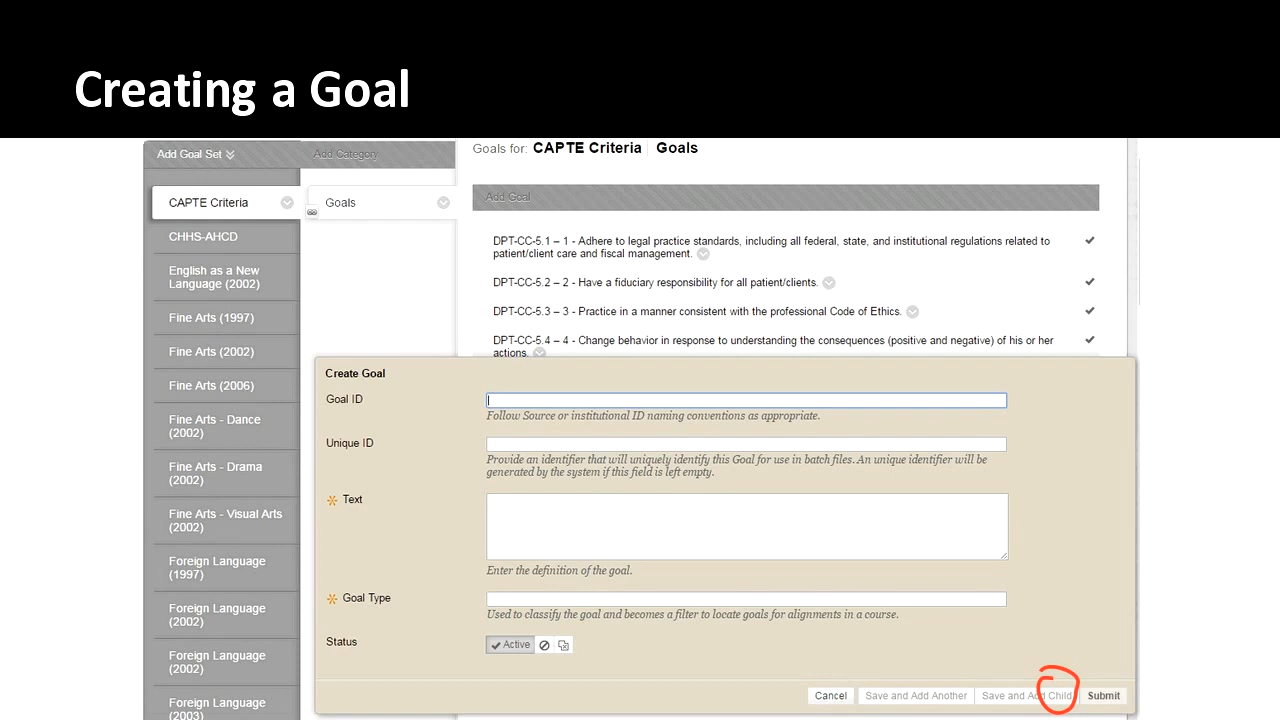 Creating a Goal
Add Goal Set
Add Category
Goals for: CAPTE Criteria Goals
CAPTE Criteria
Goals
Add Goal
CHHS-AHCD
English as a New
Language (2002)
Fine Arts (1997)
Fine Arts (2002)
Fine Arts (2006)
Fine Arts - Dance
(2002)
Fine Arts - Drama
(2002)
Fine Arts - Visual Arts
(2002)
Foreign Language
(1997)
Foreign Language
(2002)
Foreign Language
(2002)
Foreign Language
(2003)
DPT-CC-5.1 – 1 - Adhere to legal practice standards, including all federal, state, and institutional regulations related to
patient/client care and fiscal management.
DPT-CC-5.2 – 2 - Have a fiduciary responsibility for all patient/clients.
DPT-CC-5.3 – 3 - Practice in a manner consistent with the professional Code of Ethics.
DPT-CC-5.4 – 4 - Change behavior in response to understanding the consequences (positive and negative) of his or her
actions.
Create Goal
Goal ID
Follow Source or institutional ID naming conventions as appropriate.
Unique ID
Provide an identifier that will uniquely identify this Goal for use in batch files. An unique identifier will be
generated by the system if this field is left empty.
Text
Enter the definition of the goal.
Goal Type
Used to classify the goal and becomes a filter to locate goals for alignments in a course.
Status
Active
Cancel
Save and Add Another
Save and Add Child
Submit